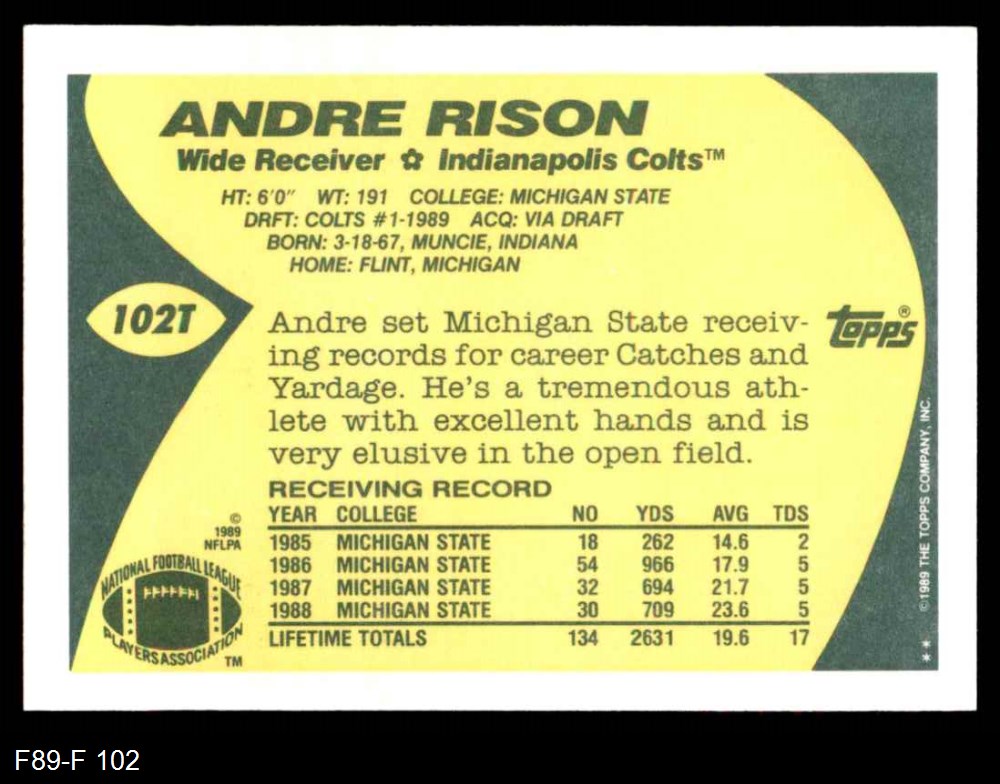 ANDRE RISON
Wide Receiver ✿ Indianapolis Colts™
HT: 6'0" WT: 191 COLLEGE: MICHIGAN STATE
DRFT: COLTS #1-1989 ACQ: VIA DRAFT
BORN: 3-18-67, MUNCIE, INDIANA
HOME: FLINT, MICHIGAN
102T
Andre set Michigan State receiv-
ing records for career Catches and
Yardage. He's a tremendous ath-
lete with excellent hands and is
very elusive in the open field.
topps®
RECEIVING RECORD
YEAR COLLEGE NO YDS AVG TDS
1985 MICHIGAN STATE 18 262 14.6 2
1986 MICHIGAN STATE 54 966 17.9 5
1987 MICHIGAN STATE 32 694 21.7 5
1988 MICHIGAN STATE 30 709 23.6 5
LIFETIME TOTALS 134 2631 19.6 17
©
1989
NFLPA
NATIONAL FOOTBALL LEAGUE
PLAYERS ASSOCIATION
TM
** ©1989 THE TOPPS COMPANY, INC.
F89-F 102